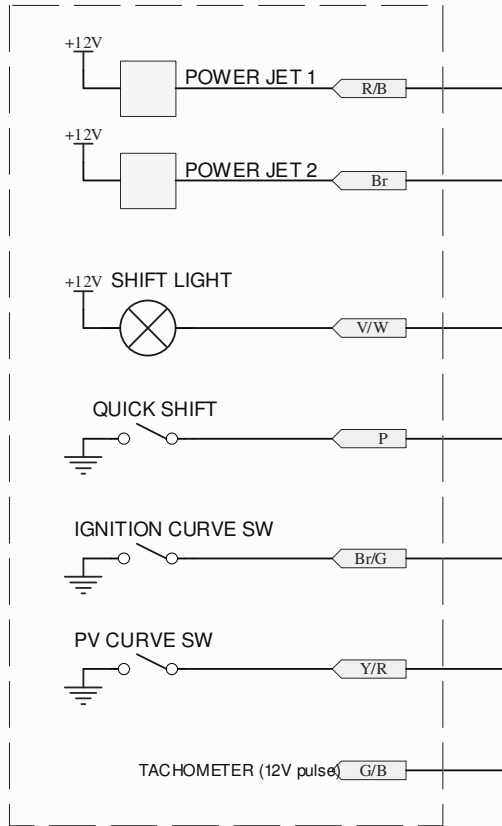 +12V
POWER JET 1
R/B
+12V
POWER JET 2
Br
+12V
SHIFT LIGHT
V/W
QUICK SHIFT
P
IGNITION CURVE SW
Br/G
PV CURVE SW
Y/R
TACHOMETER (12V pulse) G/B